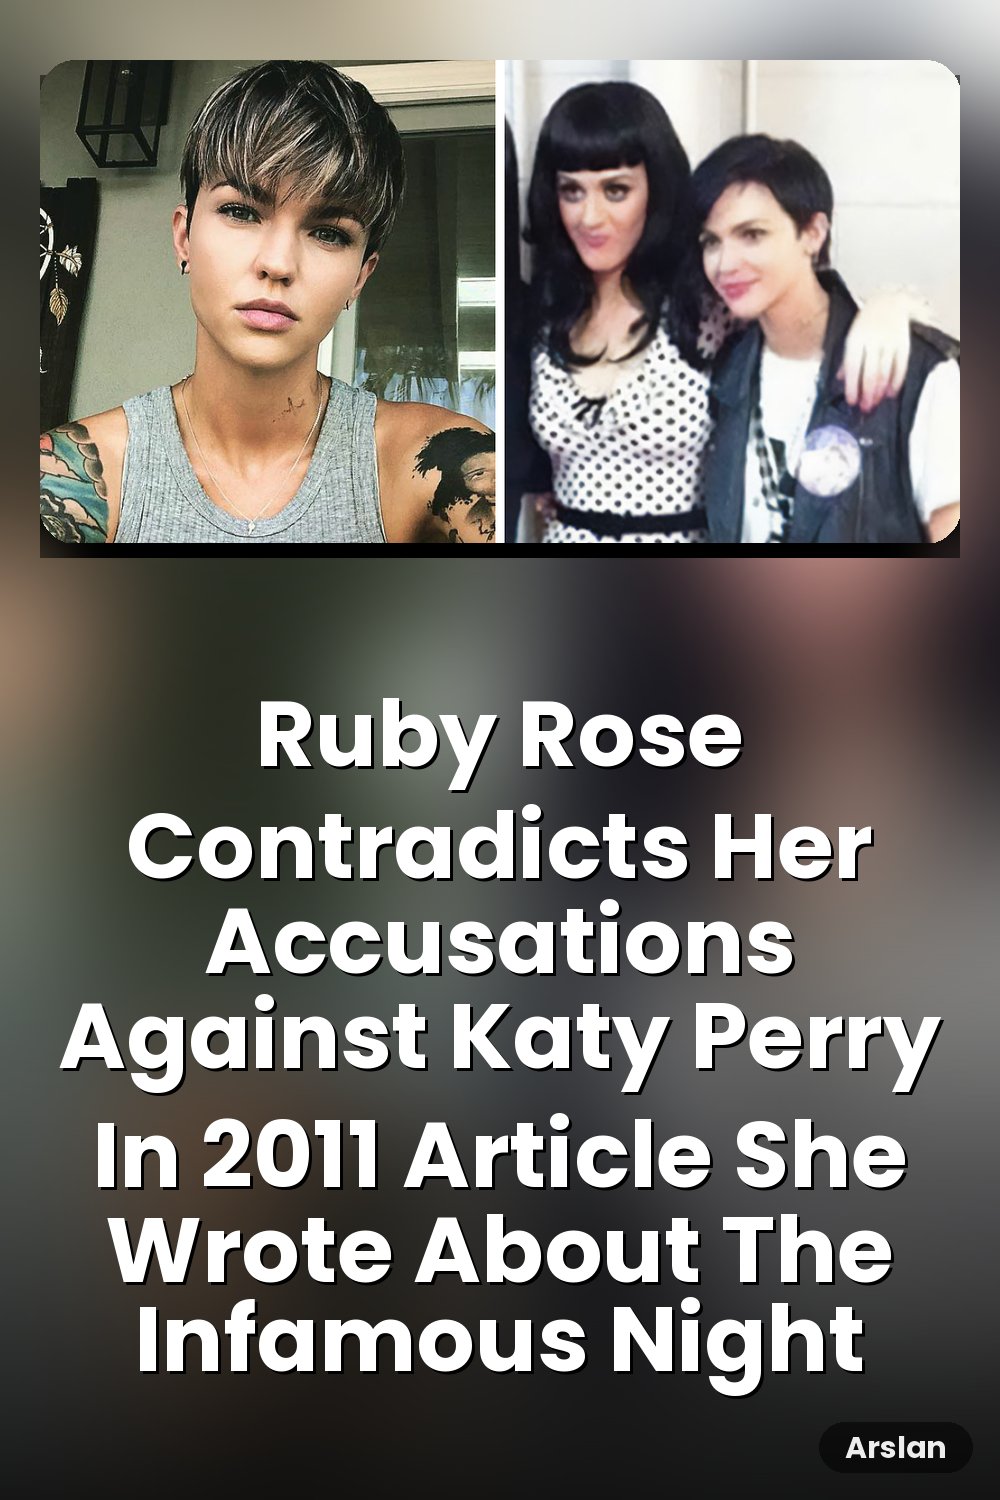 Ruby Rose
Contradicts Her
Accusations
Against Katy Perry
In 2011 Article She
Wrote About The
Infamous Night
Arslan